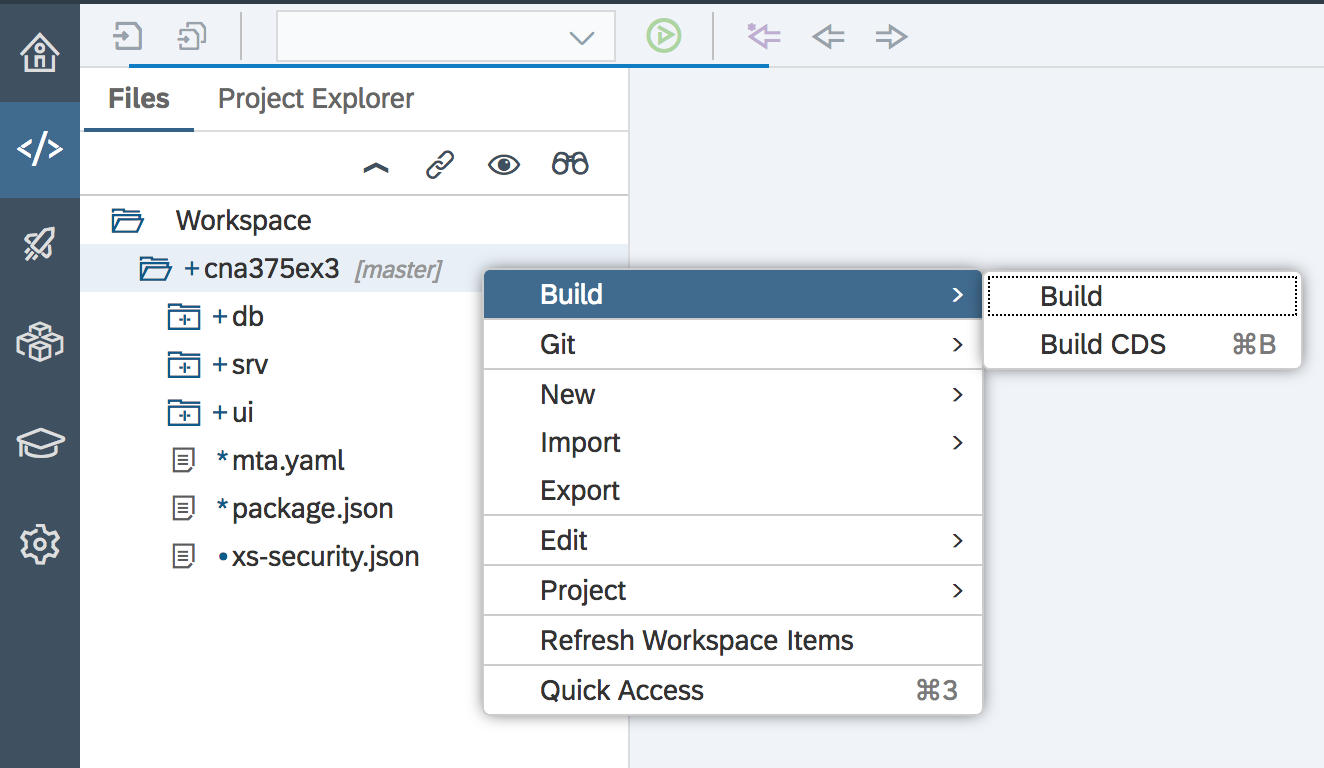 Files Project Explorer
Workspace
+cna375ex3 [master]
+db
+srv
+ui
*mta.yaml
*package.json
•xs-security.json
Build
Git
New
Import
Export
Edit
Project
Refresh Workspace Items
Quick Access ⌘3
Build
Build CDS ⌘B